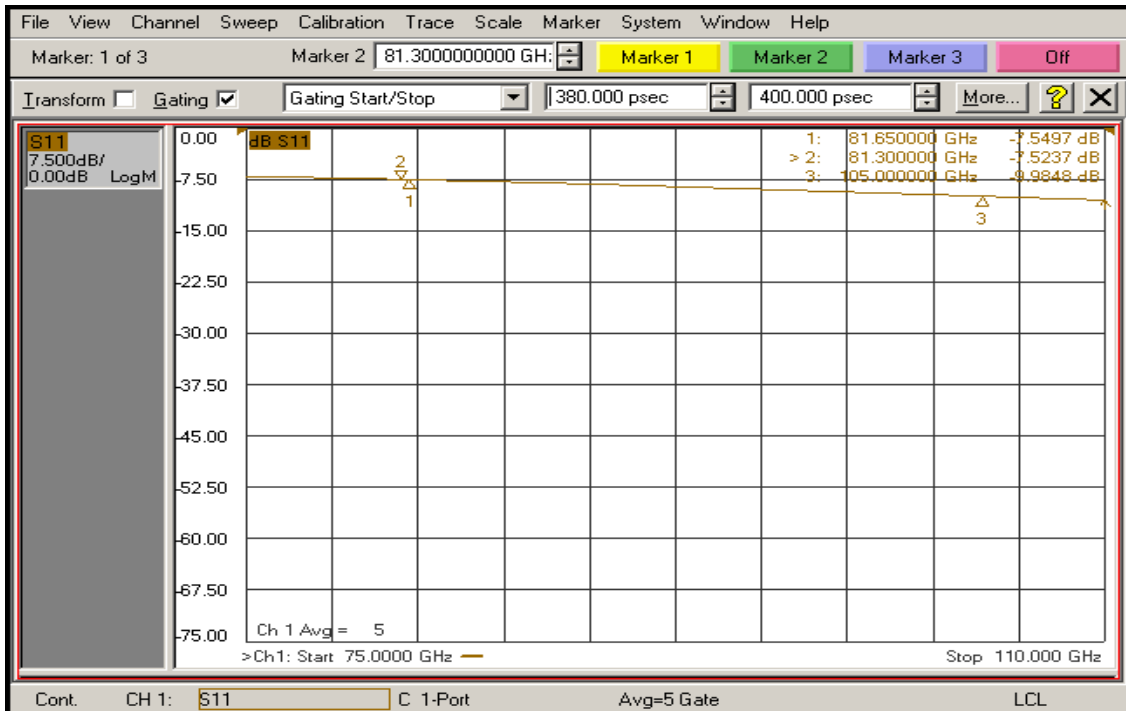 File View Channel Sweep Calibration Trace Scale Marker System Window Help
Marker: 1 of 3 Marker 2 81.3000000000 GH: Marker 1 Marker 2 Marker 3 Off
Transform Gating Gating Start/Stop 380.000 psec 400.000 psec More... ?
S11
7.500dB/
0.00dB LogM
dB S11
1: 81.650000 GHz -7.5497 dB
> 2: 81.300000 GHz -7.5237 dB
3: 105.000000 GHz -9.9848 dB
0.00
-7.50
-15.00
-22.50
-30.00
-37.50
-45.00
-52.50
-60.00
-67.50
-75.00
2
1
3
Ch 1 Avg = 5
>Ch1: Start 75.0000 GHz
Stop 110.000 GHz
Cont. CH 1: S11 C 1-Port Avg=5 Gate LCL